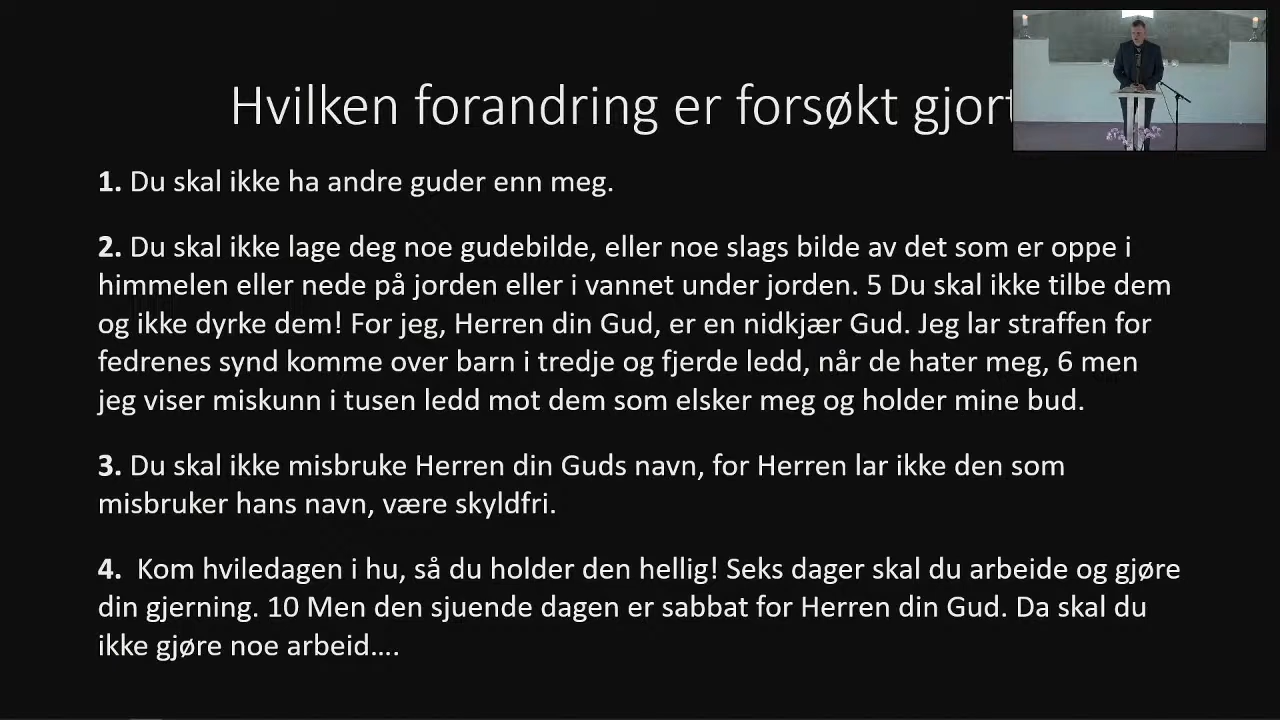 Hvilken forandring er forsøkt gjort
1. Du skal ikke ha andre guder enn meg.
2. Du skal ikke lage deg noe gudebilde, eller noe slags bilde av det som er oppe i
himmelen eller nede på jorden eller i vannet under jorden. 5 Du skal ikke tilbe dem
og ikke dyrke dem! For jeg, Herren din Gud, er en nidkjær Gud. Jeg lar straffen for
fedrenes synd komme over barn i tredje og fjerde ledd, når de hater meg, 6 men
jeg viser miskunn i tusen ledd mot dem som elsker meg og holder mine bud.
3. Du skal ikke misbruke Herren din Guds navn, for Herren lar ikke den som
misbruker hans navn, være skyldfri.
4. Kom hviledagen i hu, så du holder den hellig! Seks dager skal du arbeide og gjøre
din gjerning. 10 Men den sjuende dagen er sabbat for Herren din Gud. Da skal du
ikke gjøre noe arbeid....